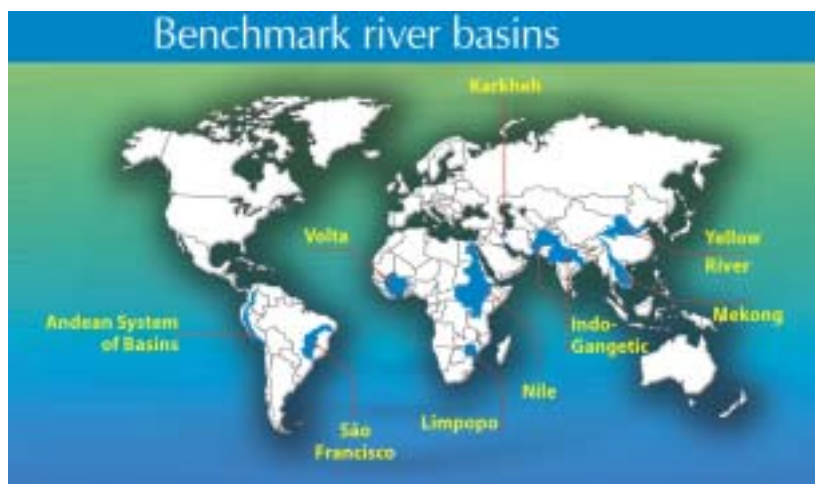 Benchmark river basins
Karkheh
Volta
Yellow
River
Andean System
of Basins
Indo-
Gangetic
Mekong
Nile
Limpopo
São
Francisco